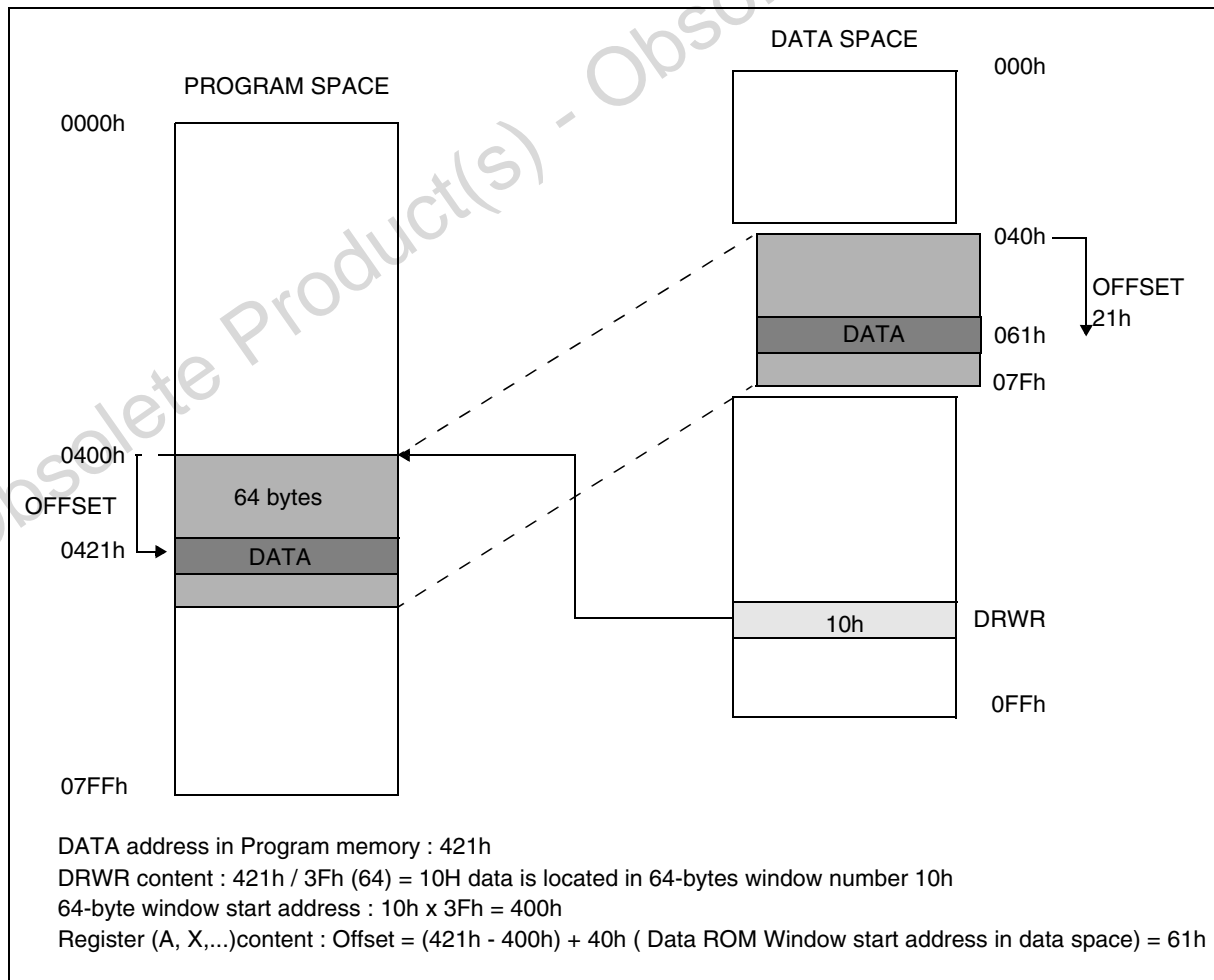 Obsolete Product(s) - Obso
DATA SPACE
000h
PROGRAM SPACE
0000h
040h
OFFSET
21h
DATA
061h
07Fh
0400h
64 bytes
OFFSET
0421h
DATA
10h
DRWR
0FFh
07FFh
DATA address in Program memory : 421h
DRWR content : 421h / 3Fh (64) = 10H data is located in 64-bytes window number 10h
64-byte window start address : 10h x 3Fh = 400h
Register (A, X,...)content : Offset = (421h - 400h) + 40h ( Data ROM Window start address in data space) = 61h